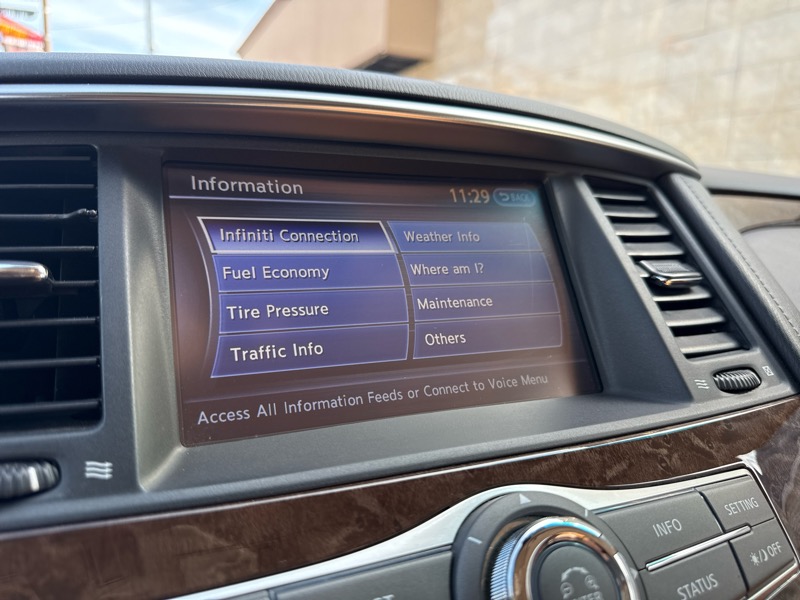 Information
11:29 BACK
Infiniti Connection
Weather Info
Fuel Economy
Where am I?
Tire Pressure
Maintenance
Traffic Info
Others
Access All Information Feeds or Connect to Voice Menu
INFO
SETTING
STATUS
OFF